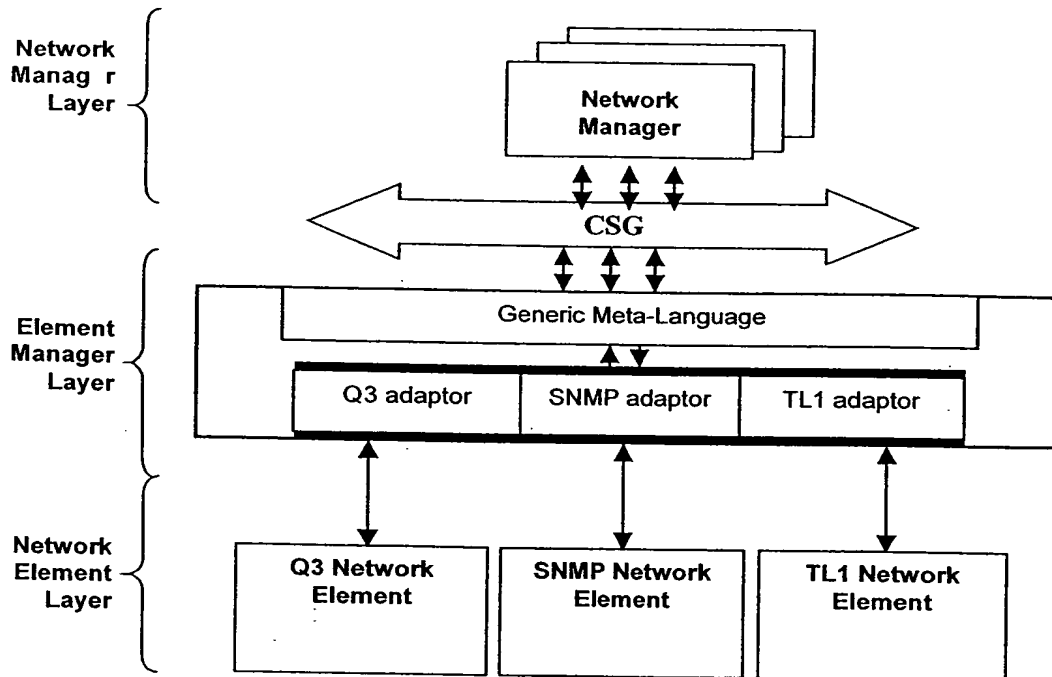 Network
Manag r
Layer
Network
Manager
CSG
Element
Manager
Layer
Generic Meta-Language
Q3 adaptor
SNMP adaptor
TL1 adaptor
Network
Element
Layer
Q3 Network
Element
SNMP Network
Element
TL1 Network
Element